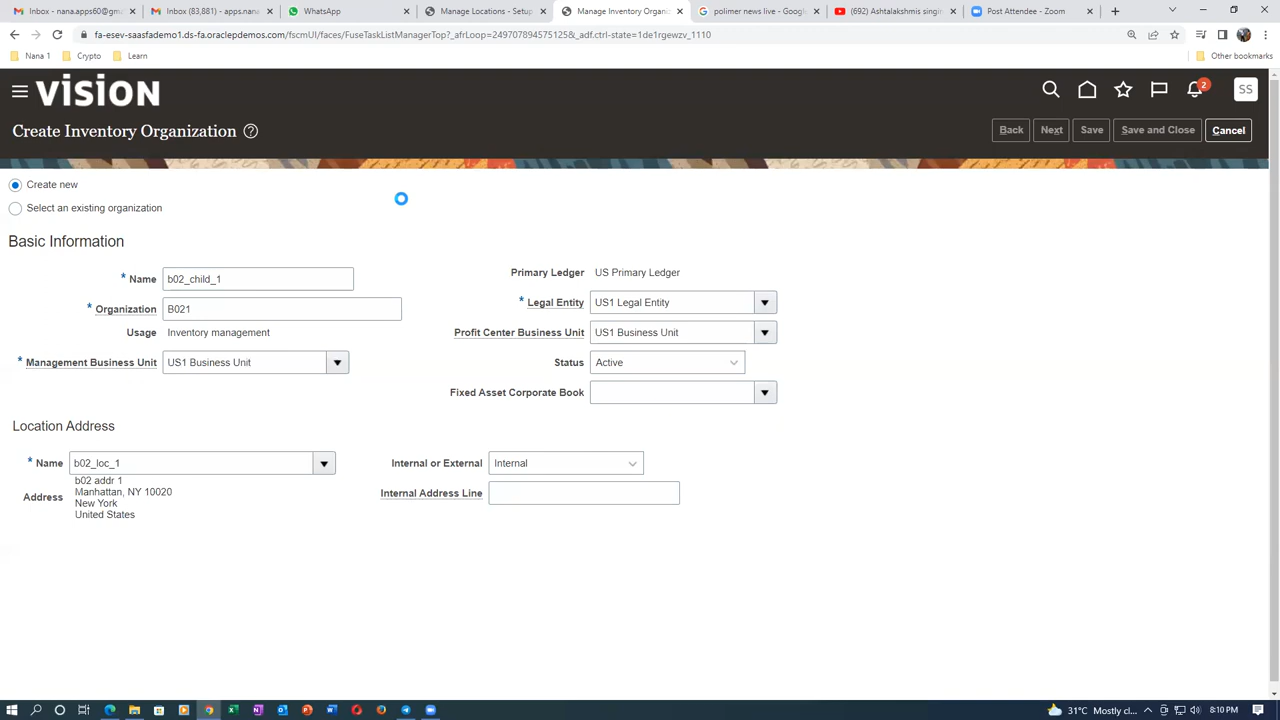 Inbox - nana.apps60@gmail.com
Inbox (83,881) - apps.nana
WhatsApp
Manage Locations - Setup
Manage Inventory Organiz
polimer news live - Google
(692) Ashtalakshmis singin
Post Attendee - Zoom
fa-esev-saasfademo1.ds-fa.oraclepdemos.com/fscmUI/faces/FuseTaskListManagerTop?_afrLoop=249707894575125&_adf.ctrl-state=1de1rgewzv_1110
Nana 1
Crypto
Learn
Other bookmarks
VISION
2
SS
Create Inventory Organization
Back
Next
Save
Save and Close
Cancel
Create new
Select an existing organization
Basic Information
* Name b02_child_1
* Organization B021
Usage Inventory management
* Management Business Unit US1 Business Unit
Primary Ledger US Primary Ledger
* Legal Entity US1 Legal Entity
Profit Center Business Unit US1 Business Unit
Status Active
Fixed Asset Corporate Book
Location Address
* Name b02_loc_1
Address b02 addr 1
Manhattan, NY 10020
New York
United States
Internal or External Internal
Internal Address Line
31°C Mostly cl...
8:10 PM